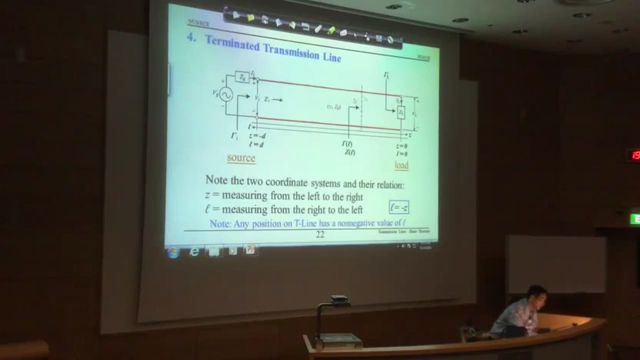 4. Terminated Transmission Line
z = -d
ℓ = d
source
Γ(ℓ)
Z(ℓ)
z = 0
ℓ = 0
load
Note the two coordinate systems and their relation:
z = measuring from the left to the right
ℓ = measuring from the right to the left
ℓ = -z
Note: Any position on T-Line has a nonnegative value of ℓ
22